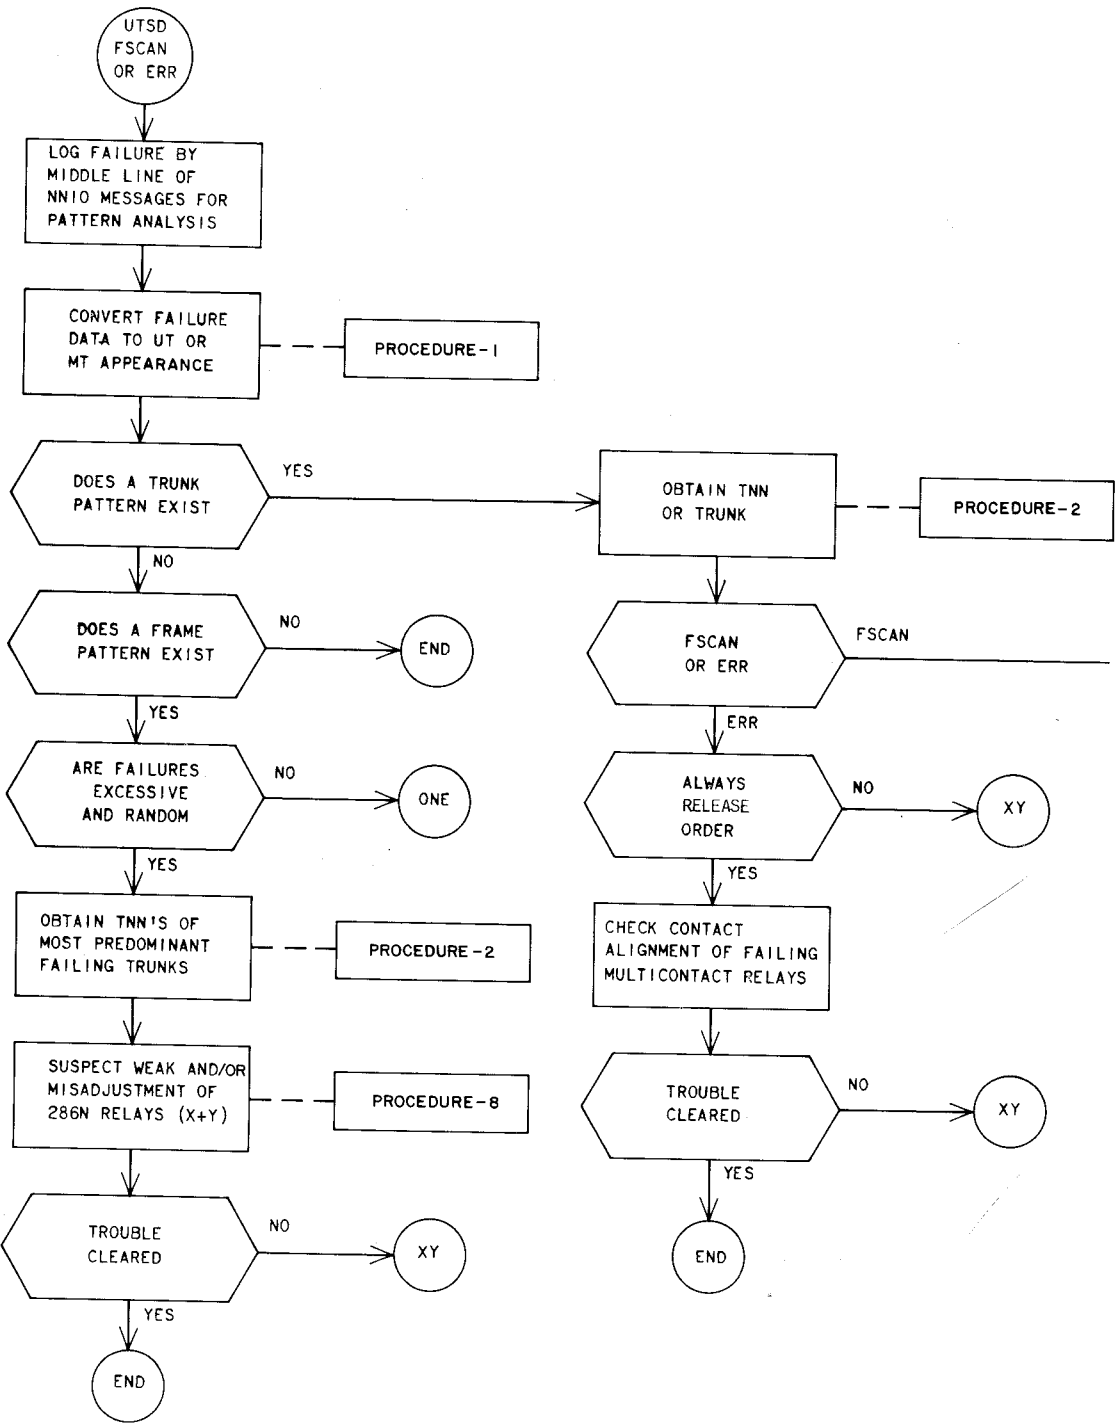 UTSD
FSCAN
OR ERR
LOG FAILURE BY
MIDDLE LINE OF
NN10 MESSAGES FOR
PATTERN ANALYSIS
CONVERT FAILURE
DATA TO UT OR
MT APPEARANCE
PROCEDURE-1
DOES A TRUNK
PATTERN EXIST
YES
NO
OBTAIN TNN
OR TRUNK
PROCEDURE-2
DOES A FRAME
PATTERN EXIST
NO
END
YES
FSCAN
OR ERR
FSCAN
ERR
ARE FAILURES
EXCESSIVE
AND RANDOM
NO
ONE
YES
ALWAYS
RELEASE
ORDER
NO
XY
YES
OBTAIN TNN'S OF
MOST PREDOMINANT
FAILING TRUNKS
PROCEDURE-2
CHECK CONTACT
ALIGNMENT OF FAILING
MULTICONTACT RELAYS
SUSPECT WEAK AND/OR
MISADJUSTMENT OF
286N RELAYS (X+Y)
PROCEDURE-8
TROUBLE
CLEARED
NO
XY
YES
END
TROUBLE
CLEARED
NO
XY
YES
END